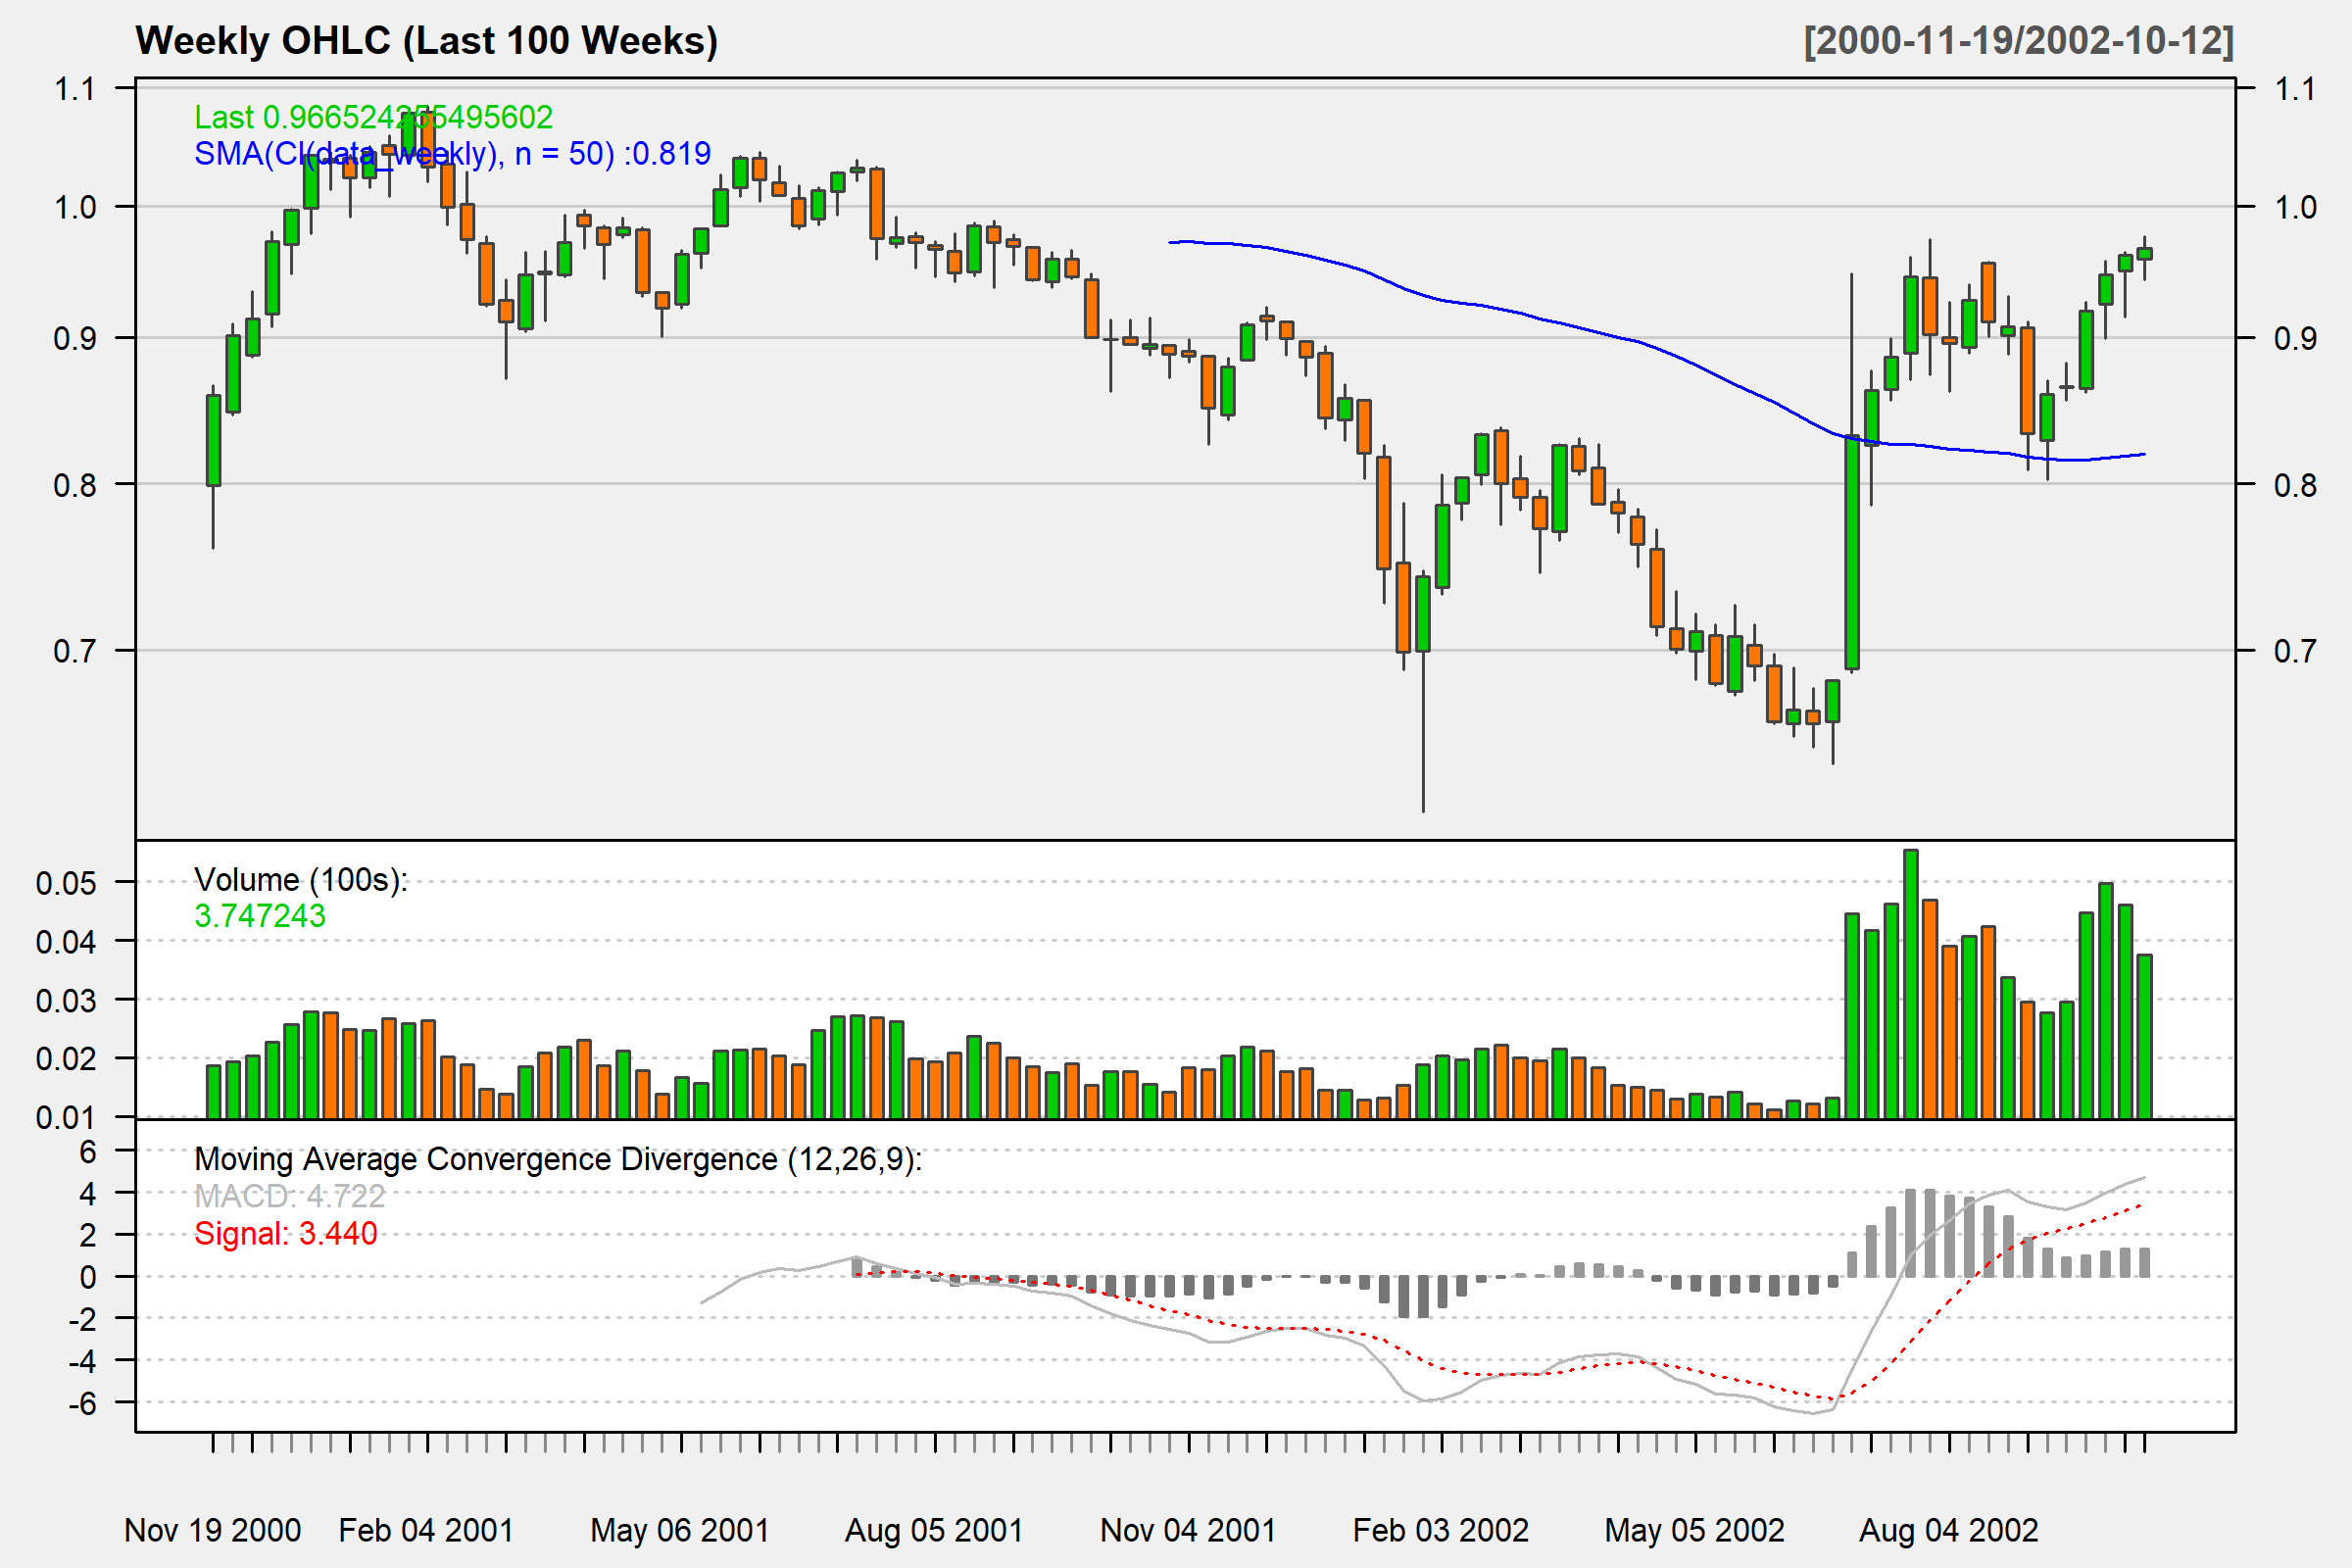 Weekly OHLC (Last 100 Weeks)
[2000-11-19/2002-10-12]
1.1
1.1
Last 0.966524255495602
SMA(Cl(data_weekly), n = 50) :0.819
1.0
1.0
0.9
0.9
0.8
0.8
0.7
0.7
Volume (100s):
3.747243
0.05
0.04
0.03
0.02
0.01
Moving Average Convergence Divergence (12,26,9):
MACD: 4.722
Signal: 3.440
6
4
2
0
-2
-4
-6
Nov 19 2000
Feb 04 2001
May 06 2001
Aug 05 2001
Nov 04 2001
Feb 03 2002
May 05 2002
Aug 04 2002